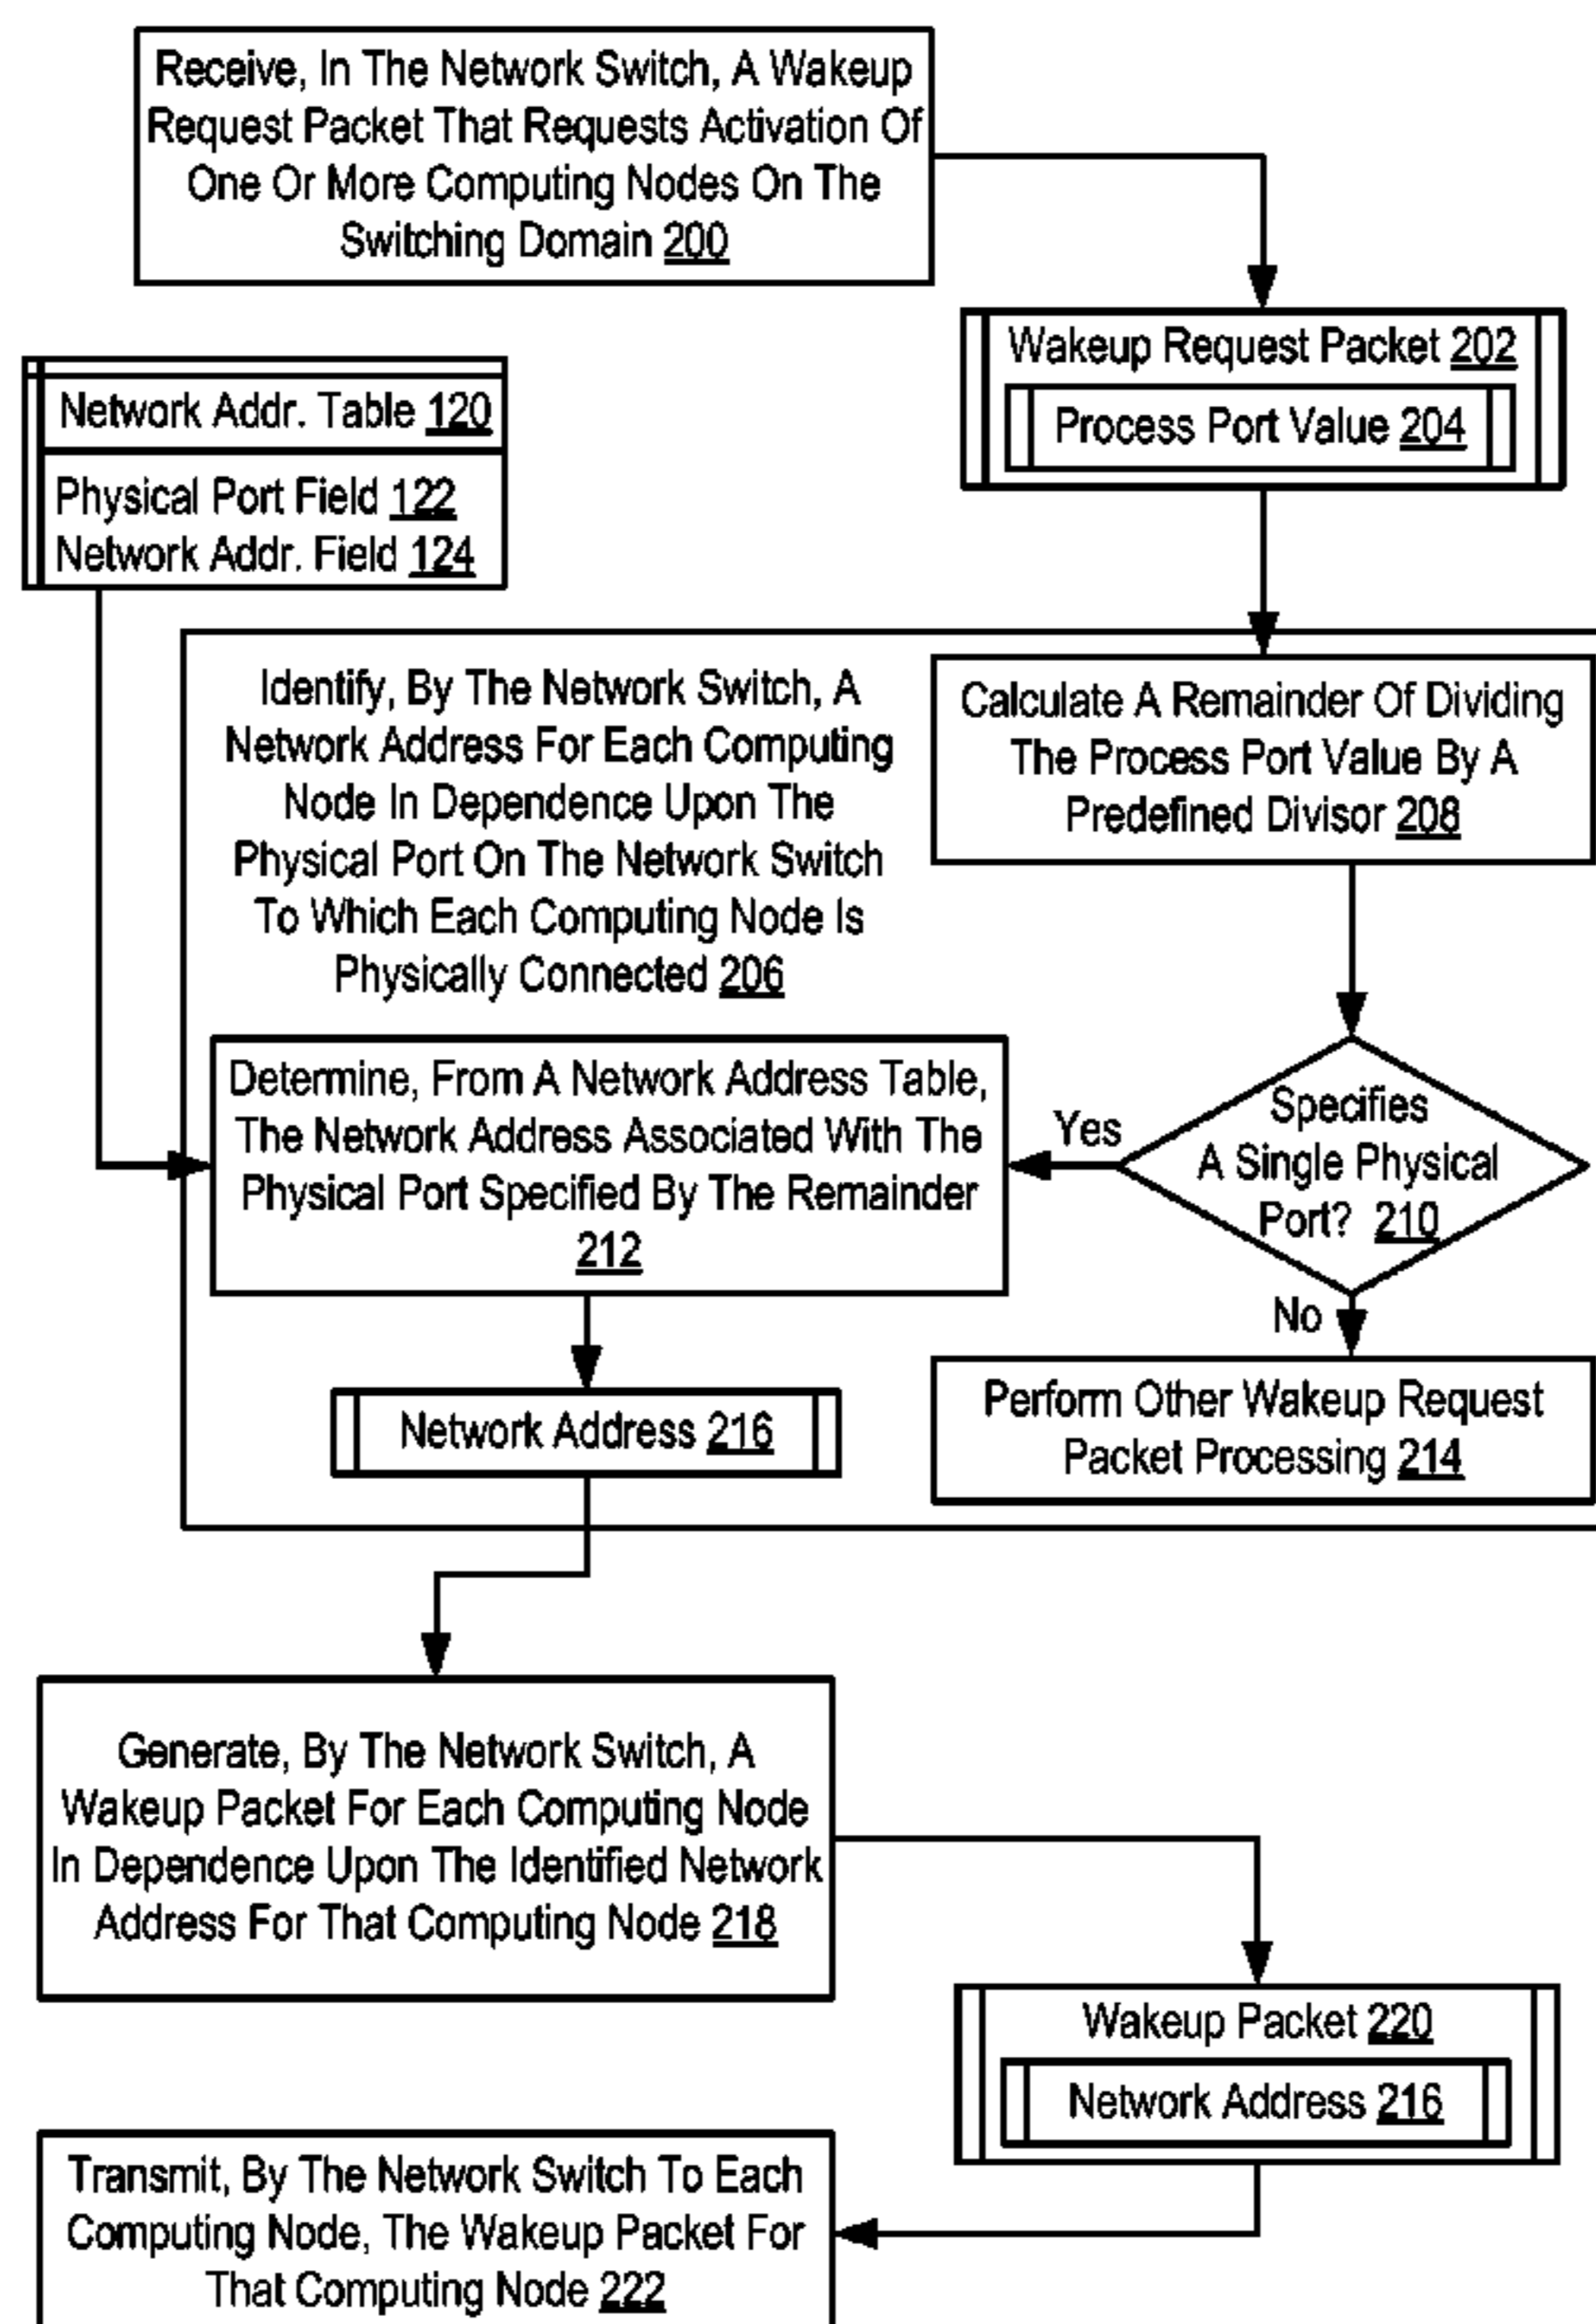 Receive, In The Network Switch, A Wakeup
Request Packet That Requests Activation Of
One Or More Computing Nodes On The
Switching Domain 200
Wakeup Request Packet 202
Process Port Value 204
Network Addr. Table 120
Physical Port Field 122
Network Addr. Field 124
Identify, By The Network Switch, A
Network Address For Each Computing
Node In Dependence Upon The
Physical Port On The Network Switch
To Which Each Computing Node Is
Physically Connected 206
Calculate A Remainder Of Dividing
The Process Port Value By A
Predefined Divisor 208
Specifies
A Single Physical
Port? 210
Yes
No
Determine, From A Network Address Table,
The Network Address Associated With The
Physical Port Specified By The Remainder
212
Perform Other Wakeup Request
Packet Processing 214
Network Address 216
Generate, By The Network Switch, A
Wakeup Packet For Each Computing Node
In Dependence Upon The Identified Network
Address For That Computing Node 218
Wakeup Packet 220
Network Address 216
Transmit, By The Network Switch To Each
Computing Node, The Wakeup Packet For
That Computing Node 222